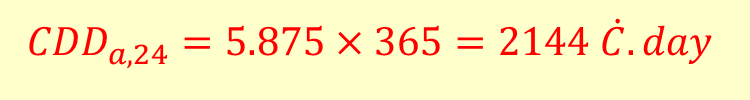 CDD_{a,24} = 5.875 × 365 = 2144 Ċ.day